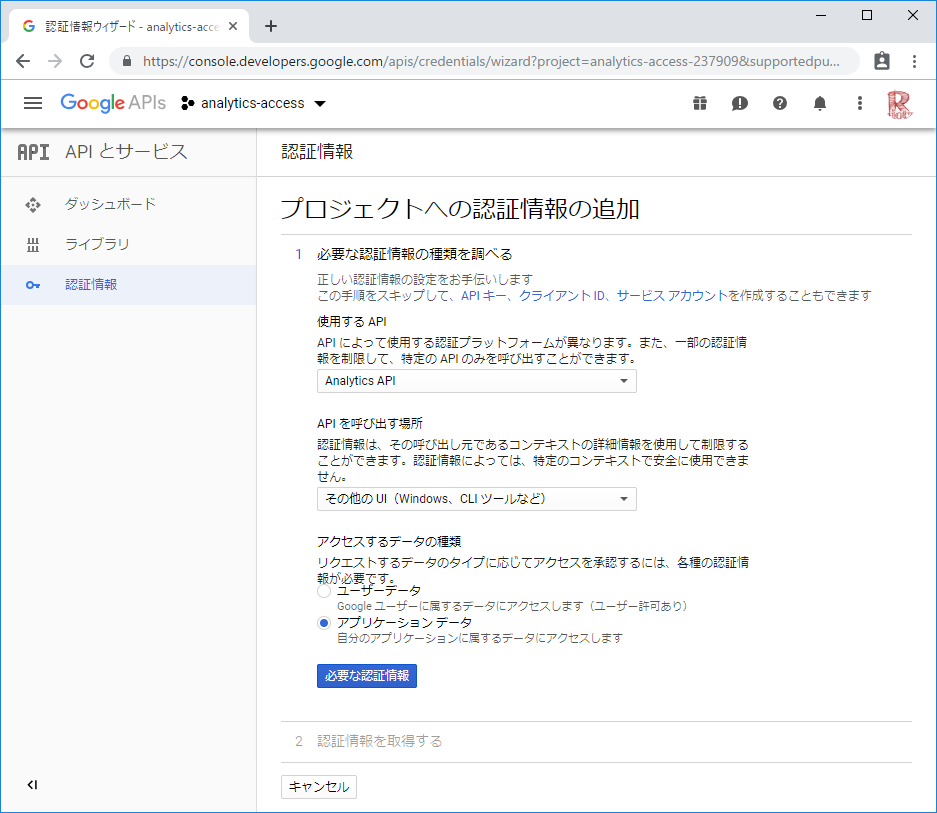 認証情報ウィザード - analytics-acce
https://console.developers.google.com/apis/credentials/wizard?project=analytics-access-237909&supportedpu...
Google APIs analytics-access
API API とサービス
認証情報
ダッシュボード
ライブラリ
認証情報
プロジェクトへの認証情報の追加
1 必要な認証情報の種類を調べる
正しい認証情報の設定をお手伝いします
この手順をスキップして、API キー、クライアント ID、サービス アカウントを作成することもできます
使用する API
API によって使用する認証プラットフォームが異なります。また、一部の認証情
報を制限して、特定の API のみを呼び出すことができます。
Analytics API
API を呼び出す場所
認証情報は、その呼び出し元であるコンテキストの詳細情報を使用して制限する
ことができます。認証情報によっては、特定のコンテキストで安全に使用できま
せん。
その他の UI（Windows、CLI ツールなど）
アクセスするデータの種類
リクエストするデータのタイプに応じてアクセスを承認するには、各種の認証情
報が必要です。
ユーザーデータ
Google ユーザーに属するデータにアクセスします（ユーザー許可あり）
アプリケーション データ
自分のアプリケーションに属するデータにアクセスします
必要な認証情報
2 認証情報を取得する
キャンセル